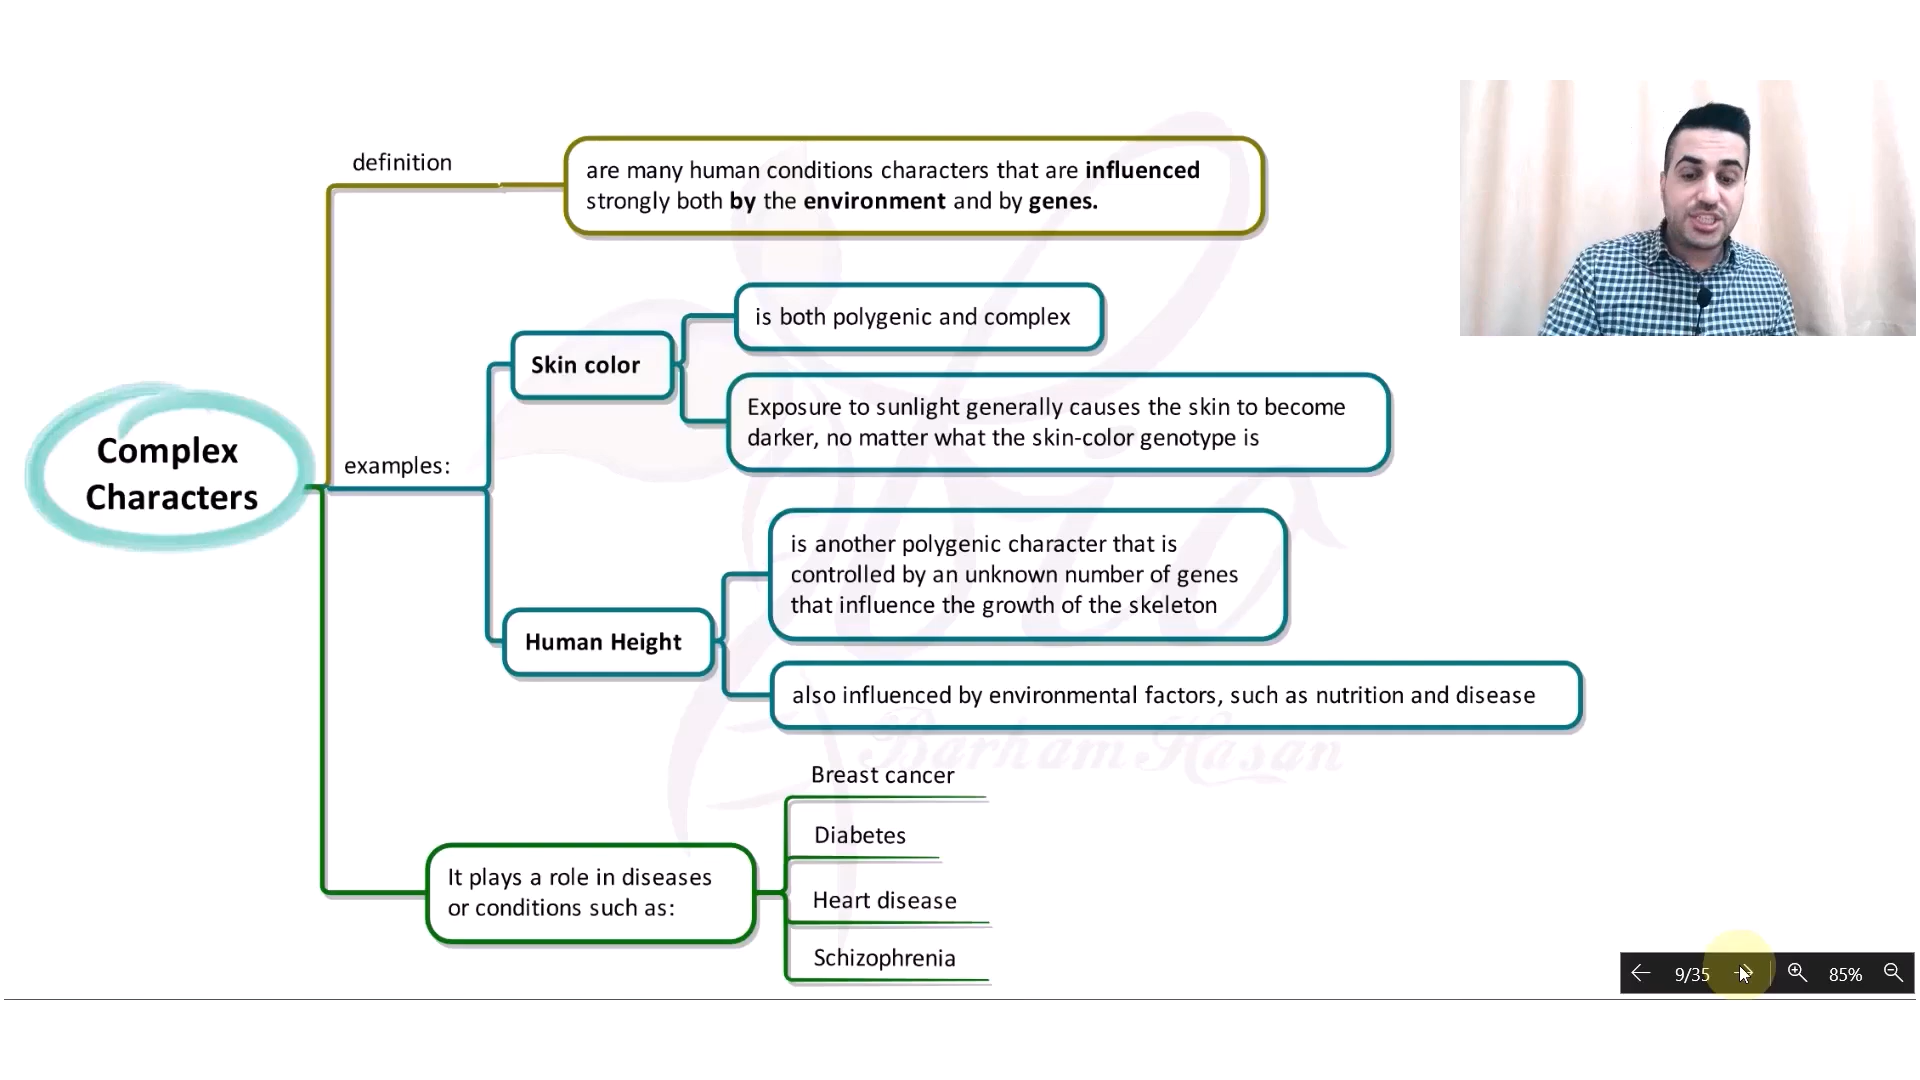 definition
are many human conditions characters that are influenced
strongly both by the environment and by genes.
Complex
Characters
examples:
Skin color
is both polygenic and complex
Exposure to sunlight generally causes the skin to become
darker, no matter what the skin-color genotype is
Human Height
is another polygenic character that is
controlled by an unknown number of genes
that influence the growth of the skeleton
also influenced by environmental factors, such as nutrition and disease
Barham Hasan
It plays a role in diseases
or conditions such as:
Breast cancer
Diabetes
Heart disease
Schizophrenia
9/35
85%